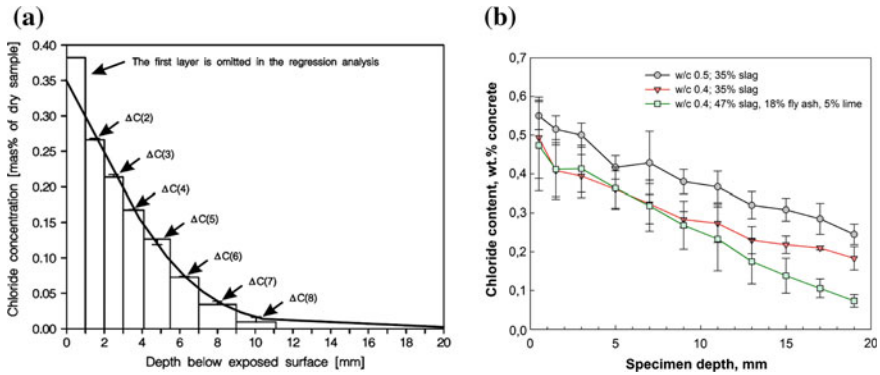 (a)
Chloride concentration [mas% of dry sample]
0.40
0.35
0.30
0.25
0.20
0.15
0.10
0.05
0.00
The first layer is omitted in the regression analysis
ΔC(2)
ΔC(3)
ΔC(4)
ΔC(5)
ΔC(6)
ΔC(7)
ΔC(8)
0 2 4 6 8 10 12 14 16 18 20
Depth below exposed surface [mm]
(b)
Chloride content, wt.% concrete
0,7
0,6
0,5
0,4
0,3
0,2
0,1
0,0
w/c 0.5; 35% slag
w/c 0.4; 35% slag
w/c 0.4; 47% slag, 18% fly ash, 5% lime
0 5 10 15 20
Specimen depth, mm